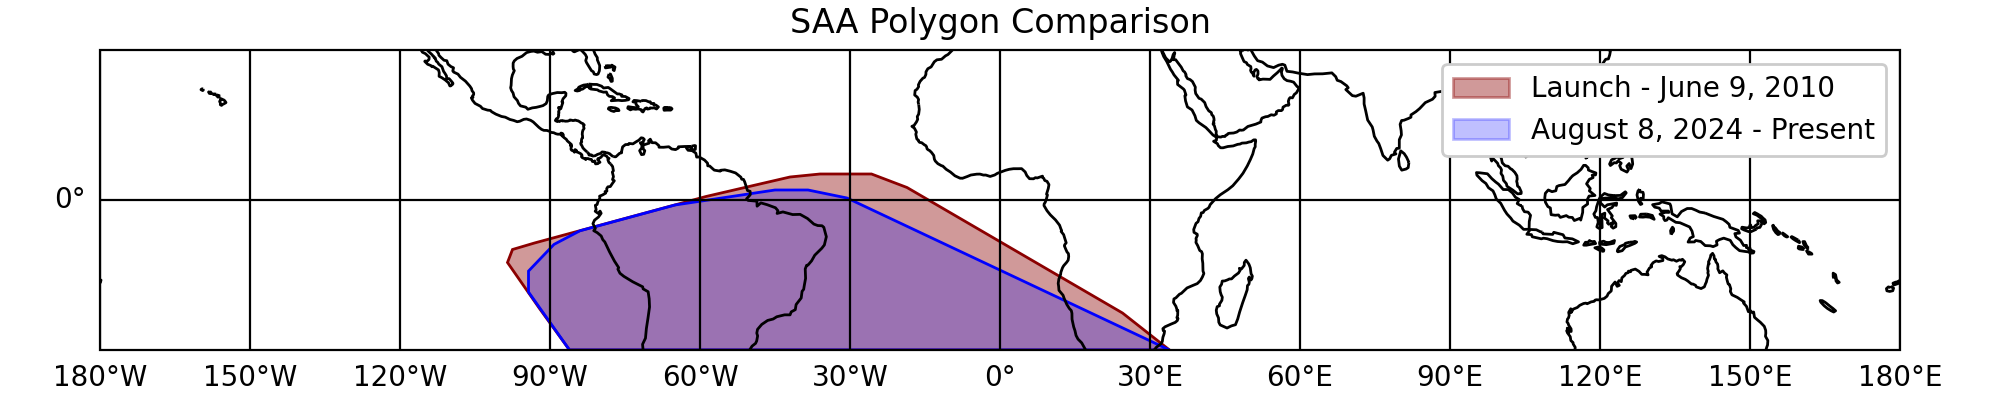 SAA Polygon Comparison
Launch - June 9, 2010
August 8, 2024 - Present
0°
180°W 150°W 120°W 90°W 60°W 30°W 0° 30°E 60°E 90°E 120°E 150°E 180°E